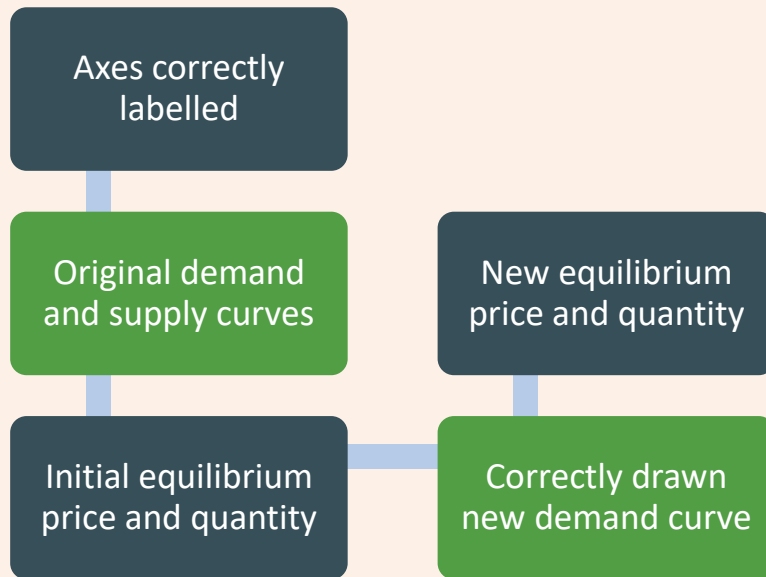 Axes correctly
labelled
Original demand
and supply curves
Initial equilibrium
price and quantity
Correctly drawn
new demand curve
New equilibrium
price and quantity